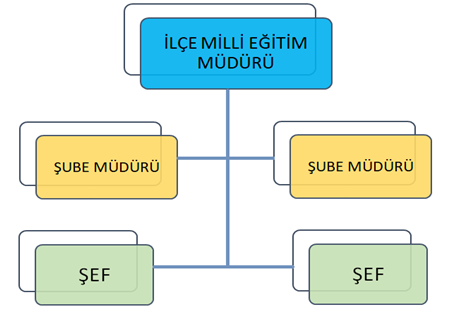 İLÇE MİLLİ EĞİTİM
MÜDÜRÜ
ŞUBE MÜDÜRÜ
ŞUBE MÜDÜRÜ
ŞEF
ŞEF